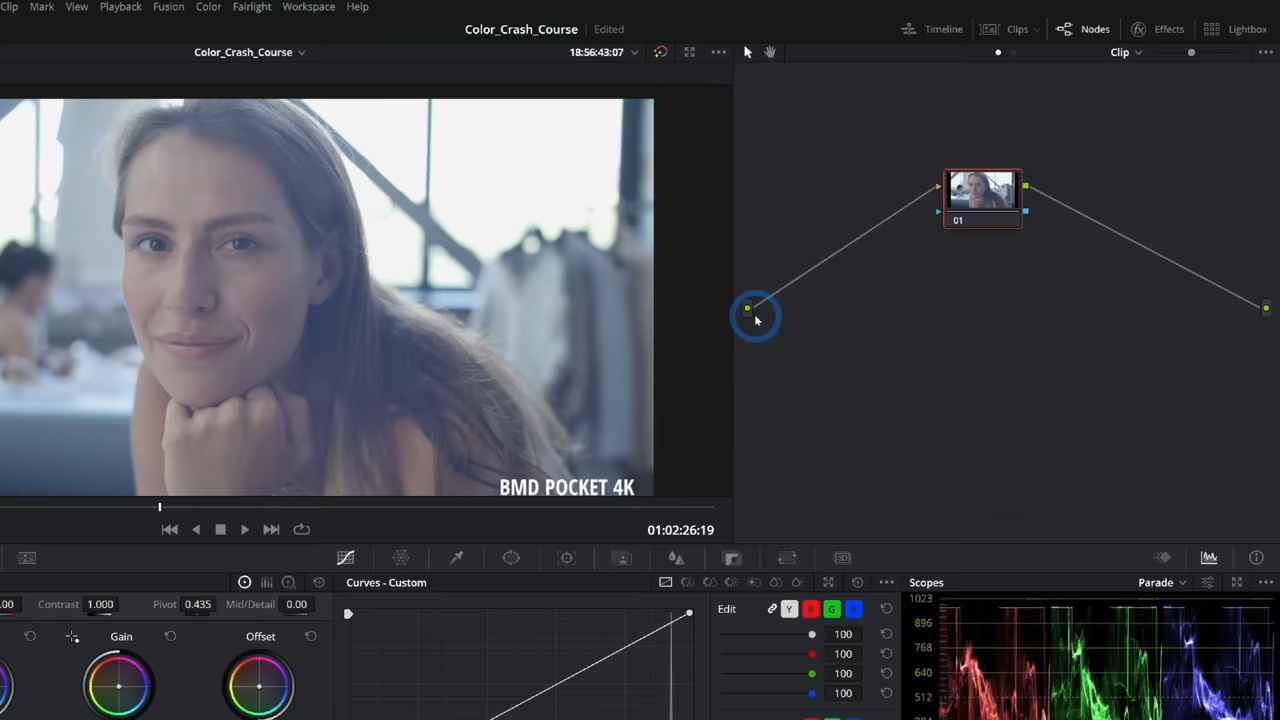 Clip Mark View Playback Fusion Color Fairlight Workspace Help
Color_Crash_Course Edited
Timeline Clips Nodes Effects Lightbox
Color_Crash_Course 18:56:43:07 Clip
01
BMD POCKET 4K
01:02:26:19
Curves - Custom
Scopes Parade
.00 Contrast 1.000 Pivot 0.435 Mid/Detail 0.00
Gain Offset
Edit Y R G B
100
100
100
100
1023
896
768
640
512